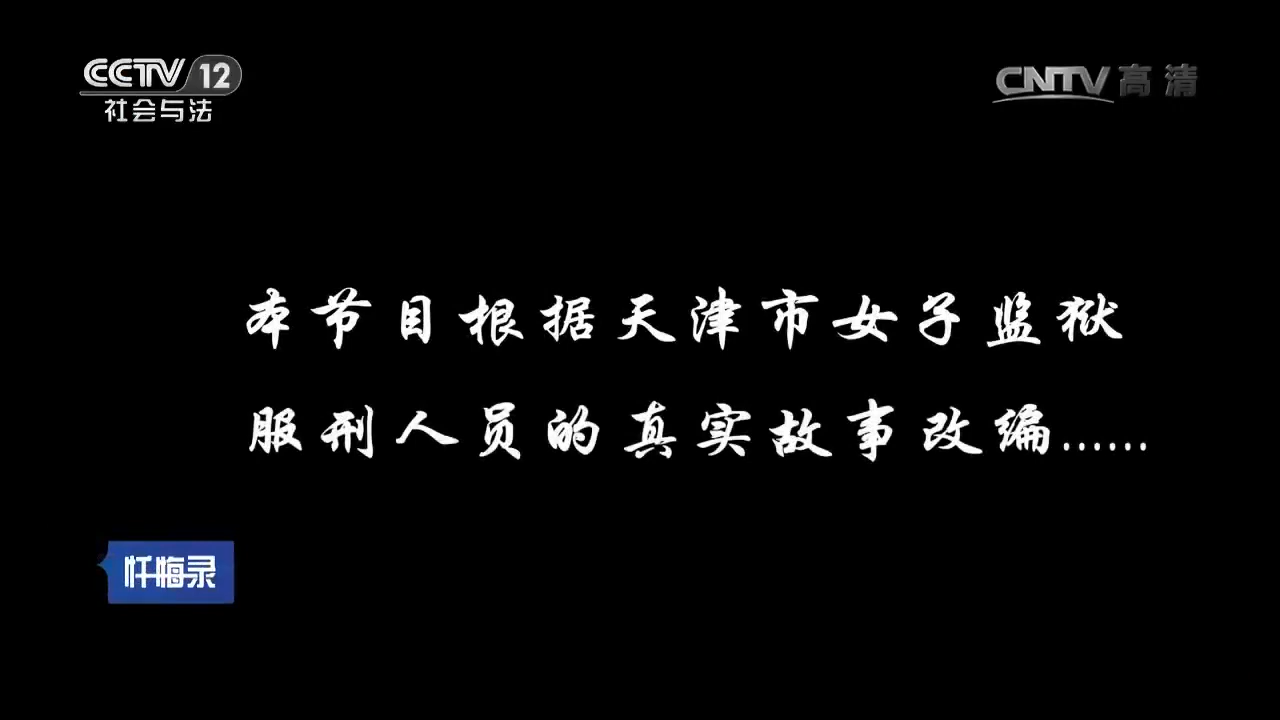 CCTV 12
社会与法
CNTV 高清
本节目根据天津市女子监狱
服刑人员的真实故事改编......
忏悔录